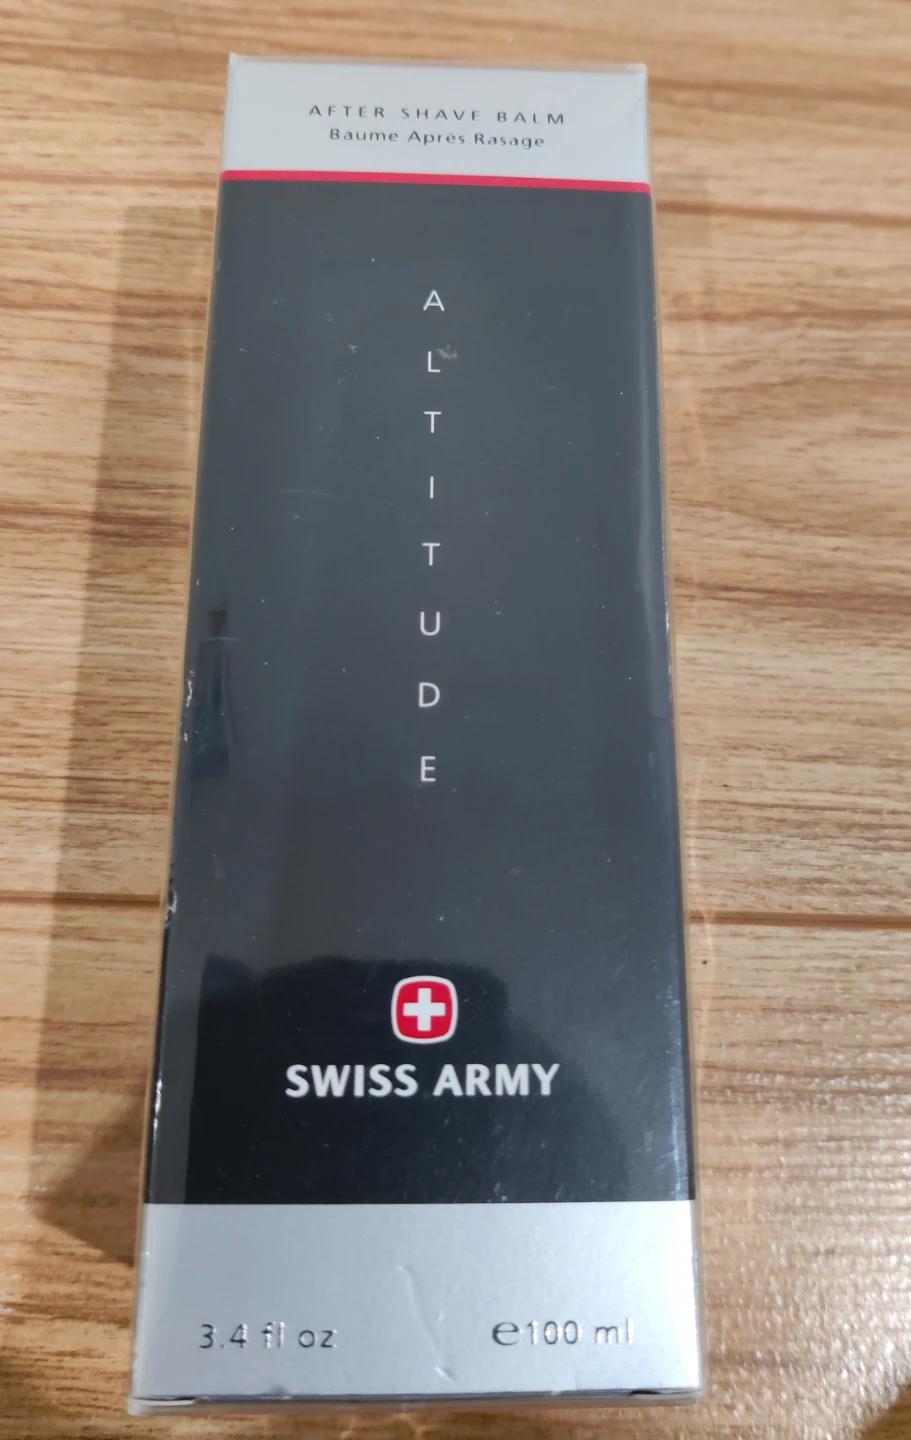 AFTER SHAVE BALM
Baume Après Rasage
ALTITUDE
SWISS ARMY
3.4 fl oz ℮100 ml